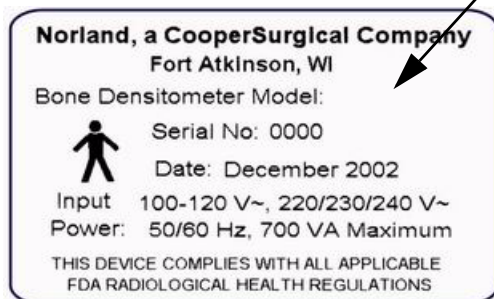 Norland, a CooperSurgical Company
Fort Atkinson, WI
Bone Densitometer Model:
Serial No: 0000
Date: December 2002
Input 100-120 V~, 220/230/240 V~
Power: 50/60 Hz, 700 VA Maximum
THIS DEVICE COMPLIES WITH ALL APPLICABLE
FDA RADIOLOGICAL HEALTH REGULATIONS